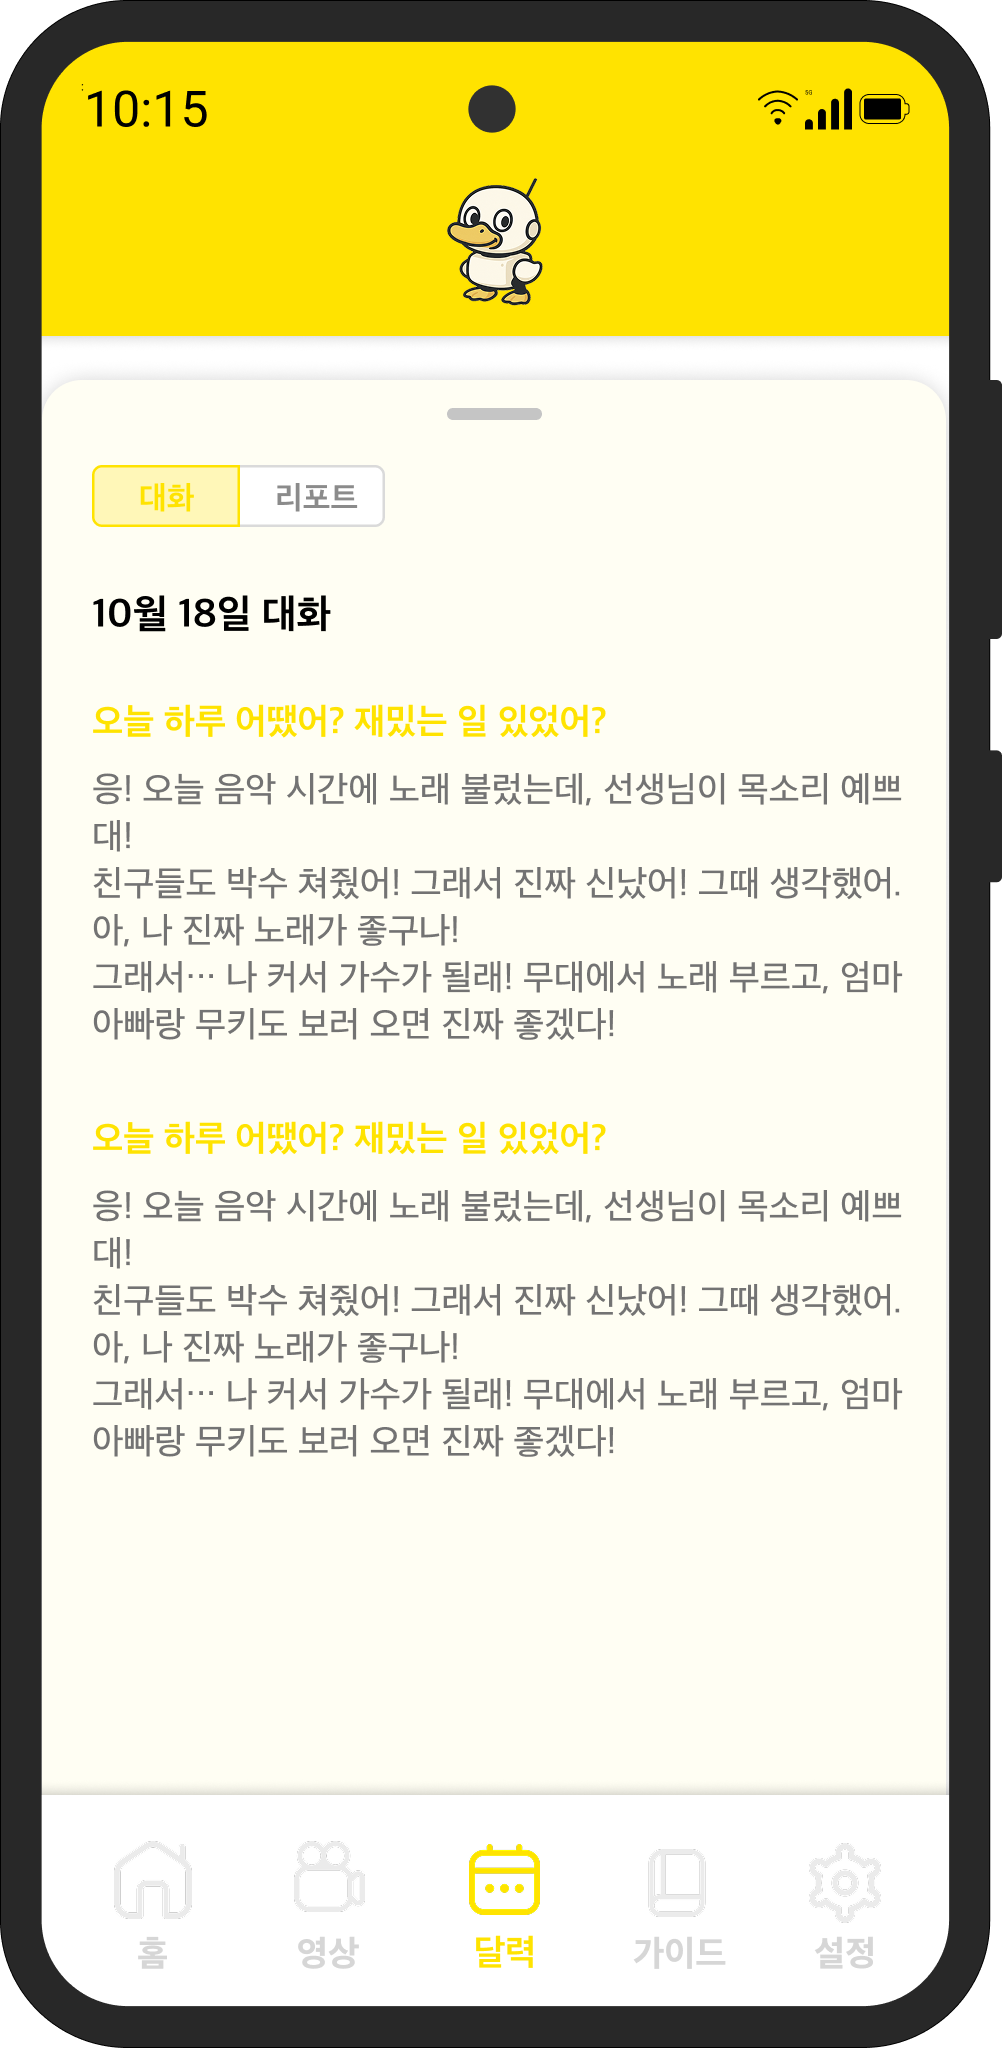 10:15
5G
대화 리포트
10월 18일 대화
오늘 하루 어땠어? 재밌는 일 있었어?
응! 오늘 음악 시간에 노래 불렀는데, 선생님이 목소리 예쁘
대!
친구들도 박수 쳐줬어! 그래서 진짜 신났어! 그때 생각했어.
아, 나 진짜 노래가 좋구나!
그래서… 나 커서 가수가 될래! 무대에서 노래 부르고, 엄마
아빠랑 무키도 보러 오면 진짜 좋겠다!
오늘 하루 어땠어? 재밌는 일 있었어?
응! 오늘 음악 시간에 노래 불렀는데, 선생님이 목소리 예쁘
대!
친구들도 박수 쳐줬어! 그래서 진짜 신났어! 그때 생각했어.
아, 나 진짜 노래가 좋구나!
그래서… 나 커서 가수가 될래! 무대에서 노래 부르고, 엄마
아빠랑 무키도 보러 오면 진짜 좋겠다!
홈 영상 달력 가이드 설정